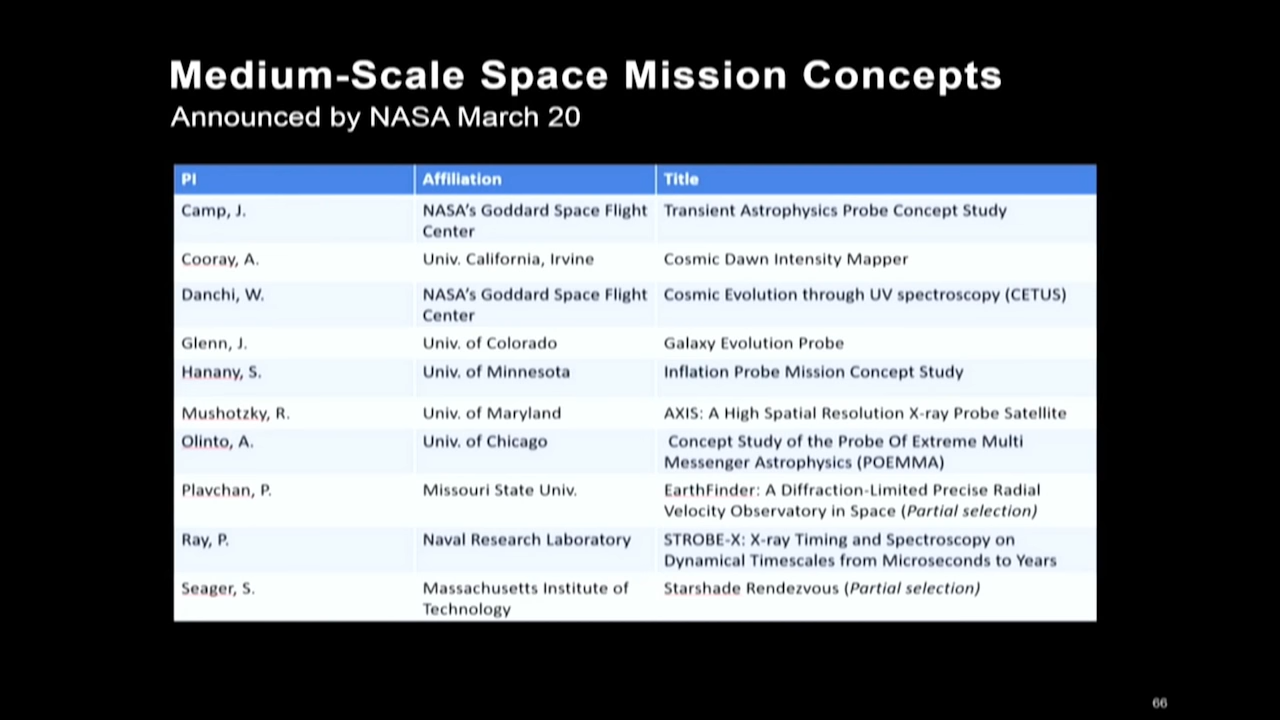 Medium-Scale Space Mission Concepts
Announced by NASA March 20
PI Affiliation Title
Camp, J. NASA's Goddard Space Flight Center Transient Astrophysics Probe Concept Study
Cooray, A. Univ. California, Irvine Cosmic Dawn Intensity Mapper
Danchi, W. NASA's Goddard Space Flight Center Cosmic Evolution through UV spectroscopy (CETUS)
Glenn, J. Univ. of Colorado Galaxy Evolution Probe
Hanany, S. Univ. of Minnesota Inflation Probe Mission Concept Study
Mushotzky, R. Univ. of Maryland AXIS: A High Spatial Resolution X-ray Probe Satellite
Olinto, A. Univ. of Chicago Concept Study of the Probe Of Extreme Multi Messenger Astrophysics (POEMMA)
Plavchan, P. Missouri State Univ. EarthFinder: A Diffraction-Limited Precise Radial Velocity Observatory in Space (Partial selection)
Ray, P. Naval Research Laboratory STROBE-X: X-ray Timing and Spectroscopy on Dynamical Timescales from Microseconds to Years
Seager, S. Massachusetts Institute of Technology Starshade Rendezvous (Partial selection)
66